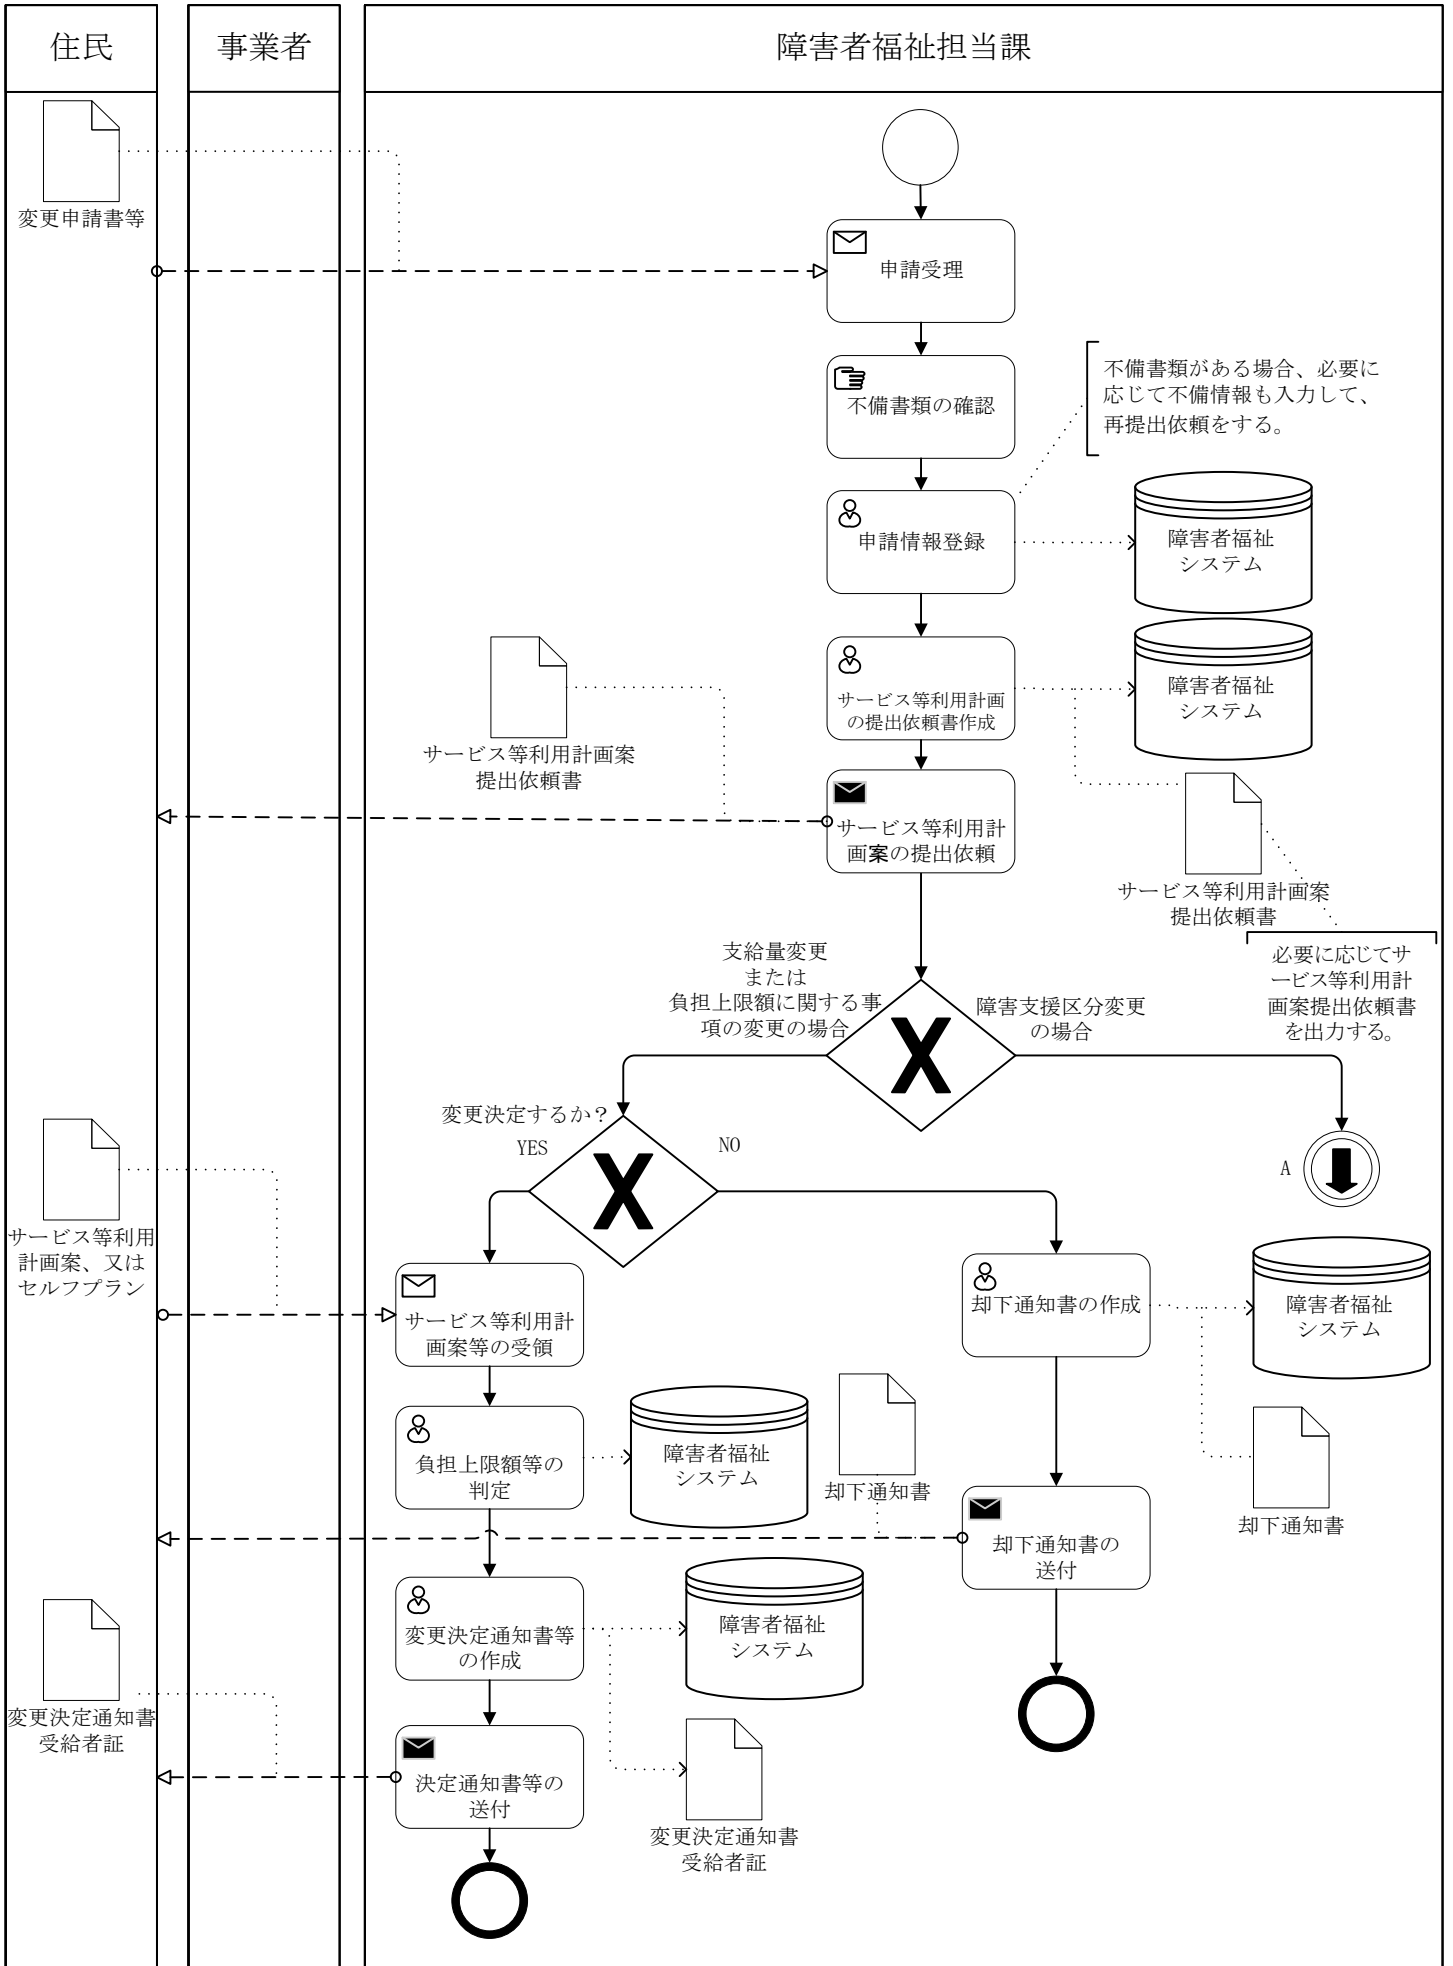 住民
事業者
障害者福祉担当課
変更申請書等
申請受理
不備書類の確認
不備書類がある場合、必要に
応じて不備情報も入力して、
再提出依頼をする。
申請情報登録
障害者福祉
システム
サービス等利用計画
の提出依頼書作成
障害者福祉
システム
サービス等利用計画案
提出依頼書
サービス等利用計
画案の提出依頼
サービス等利用計画案
提出依頼書
必要に応じてサ
ービス等利用計
画案提出依頼書
を出力する。
支給量変更
または
負担上限額に関する事
項の変更の場合
障害支援区分変更
の場合
変更決定するか？
YES
NO
A
サービス等利用
計画案、又は
セルフプラン
サービス等利用計
画案等の受領
却下通知書の作成
障害者福祉
システム
負担上限額等の
判定
障害者福祉
システム
却下通知書
却下通知書
却下通知書の
送付
変更決定通知書等
の作成
障害者福祉
システム
変更決定通知書
受給者証
決定通知書等の
送付
変更決定通知書
受給者証